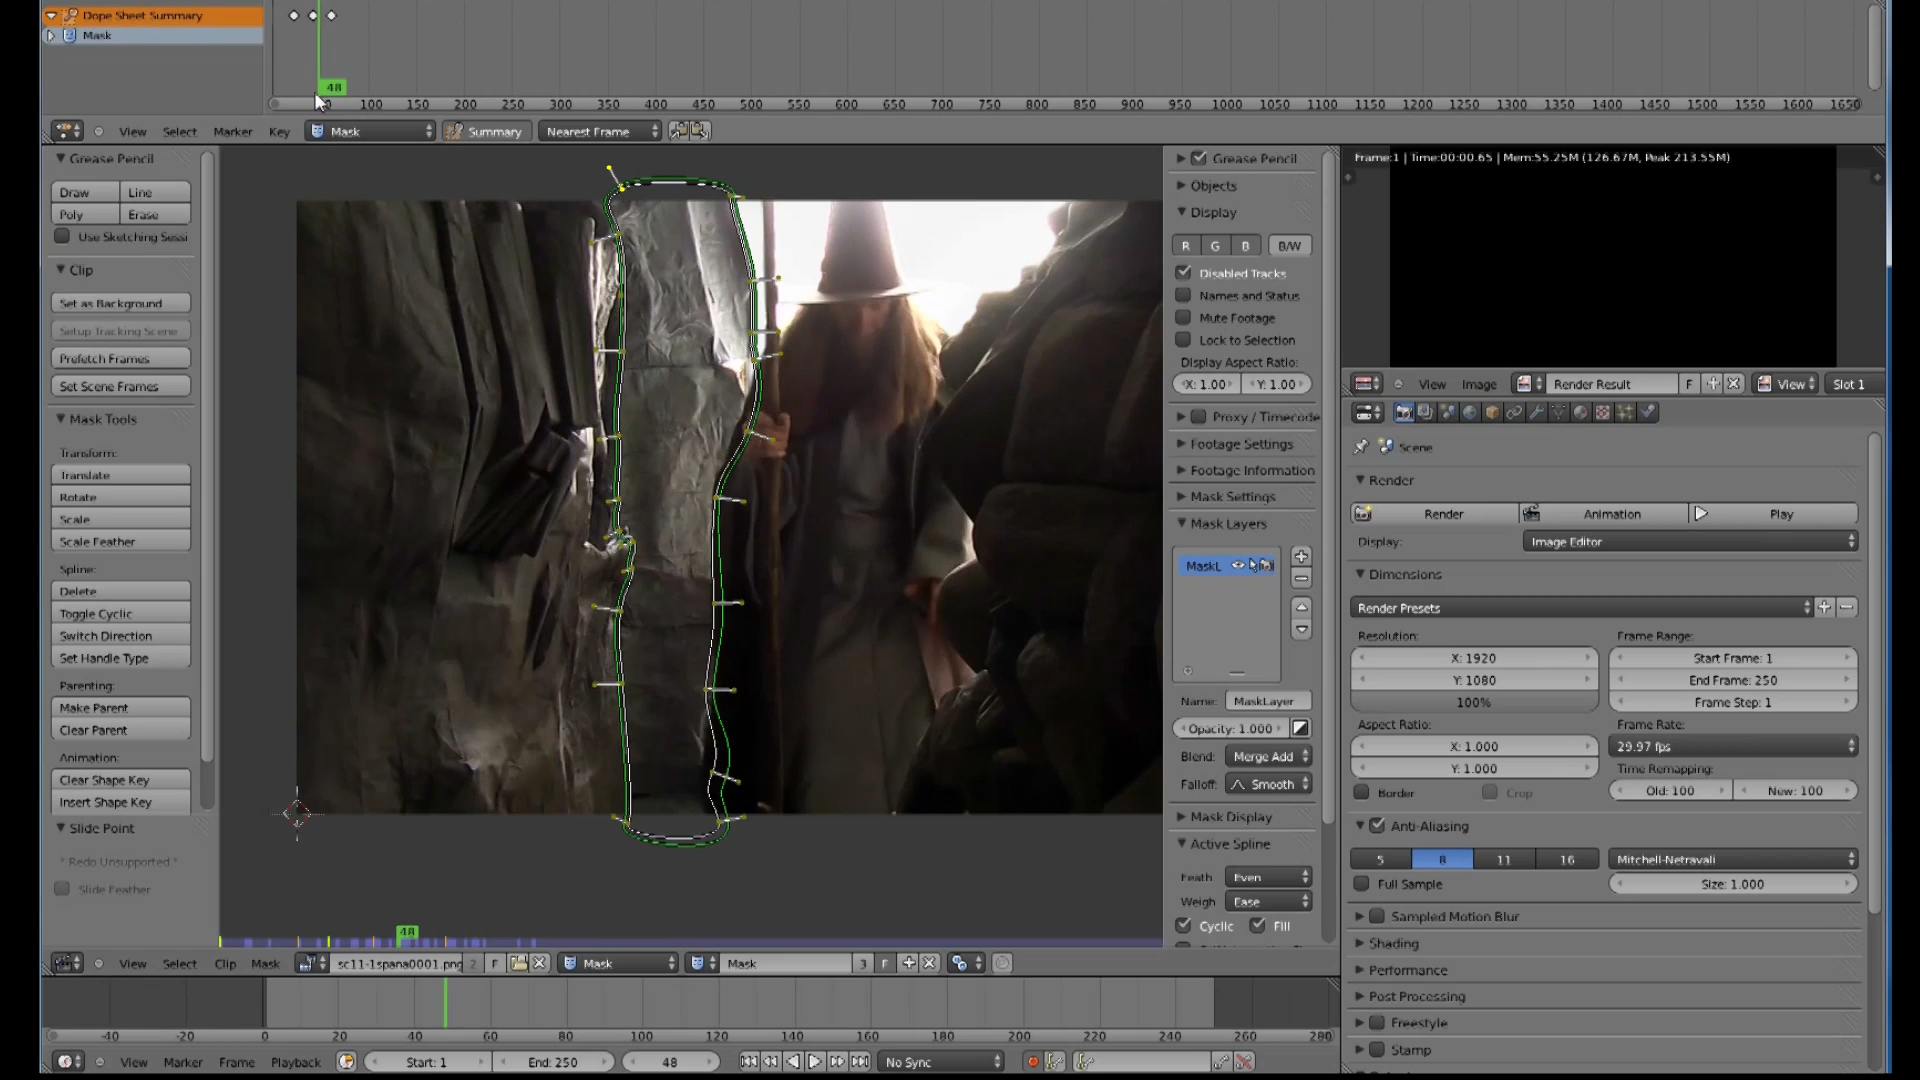 Dope Sheet Summary
Mask
48
100 150 200 250 300 350 400 450 500 550 600 650 700 750 800 850 900 950 1000 1050 1100 1150 1200 1250 1300 1350 1400 1450 1500 1550 1600 1650
View Select Marker Key Mask Summary Nearest Frame
Grease Pencil
Draw Line
Poly Erase
Use Sketching Sessi
Clip
Set as Background
Setup Tracking Scene
Prefetch Frames
Set Scene Frames
Mask Tools
Transform:
Translate
Rotate
Scale
Scale Feather
Spline:
Delete
Toggle Cyclic
Switch Direction
Set Handle Type
Parenting:
Make Parent
Clear Parent
Animation:
Clear Shape Key
Insert Shape Key
Slide Point
* Redo Unsupported *
Slide Feather
Grease Pencil
Objects
Display
R G B B/W
Disabled Tracks
Names and Status
Mute Footage
Lock to Selection
Display Aspect Ratio:
X: 1.00 Y: 1.00
Proxy / Timecode
Footage Settings
Footage Information
Mask Settings
Mask Layers
MaskL
Name: MaskLayer
Opacity: 1.000
Blend: Merge Add
Falloff: Smooth
Mask Display
Active Spline
Feath Even
Weigh Ease
Cyclic Fill
48
View Select Clip Mask sc11-1spana0001.png 2 F Mask Mask 3 F
-40 -20 0 20 40 60 80 100 120 140 160 180 200 220 240 260 280
View Marker Frame Playback Start: 1 End: 250 48 No Sync
Frame:1 | Time:00:00.65 | Mem:55.25M (126.67M, Peak 213.55M)
View Image Render Result F View Slot 1
Scene
Render
Render Animation Play
Display: Image Editor
Dimensions
Render Presets
Resolution: Frame Range:
X: 1920 Start Frame: 1
Y: 1080 End Frame: 250
100% Frame Step: 1
Aspect Ratio: Frame Rate:
X: 1.000 29.97 fps
Y: 1.000 Time Remapping:
Border Crop Old: 100 New: 100
Anti-Aliasing
5 8 11 16 Mitchell-Netravali
Full Sample Size: 1.000
Sampled Motion Blur
Shading
Performance
Post Processing
Freestyle
Stamp